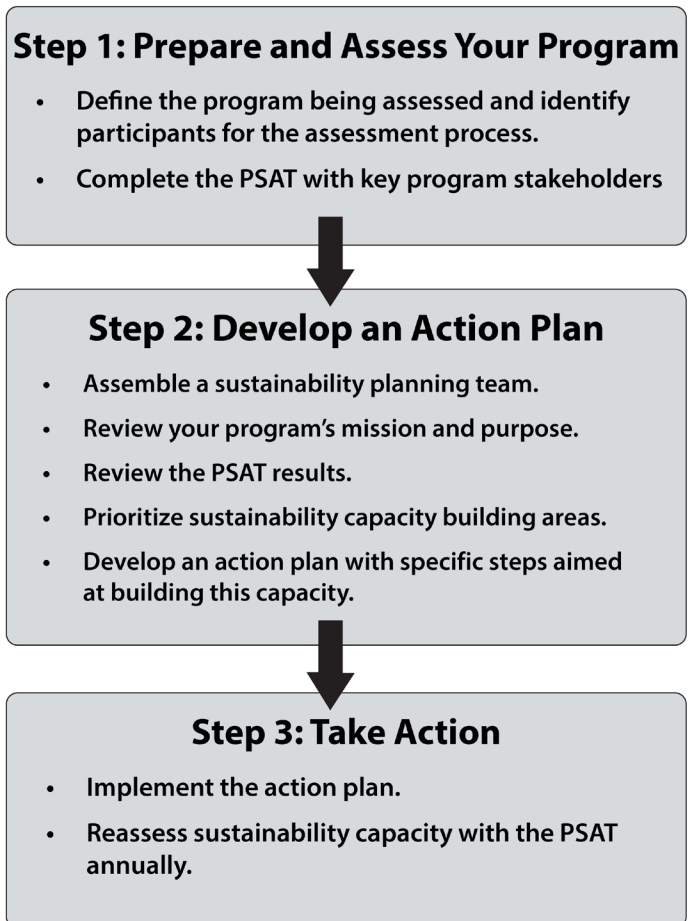 Step 1: Prepare and Assess Your Program
• Define the program being assessed and identify
participants for the assessment process.
• Complete the PSAT with key program stakeholders
Step 2: Develop an Action Plan
• Assemble a sustainability planning team.
• Review your program’s mission and purpose.
• Review the PSAT results.
• Prioritize sustainability capacity building areas.
• Develop an action plan with specific steps aimed
at building this capacity.
Step 3: Take Action
• Implement the action plan.
• Reassess sustainability capacity with the PSAT
annually.